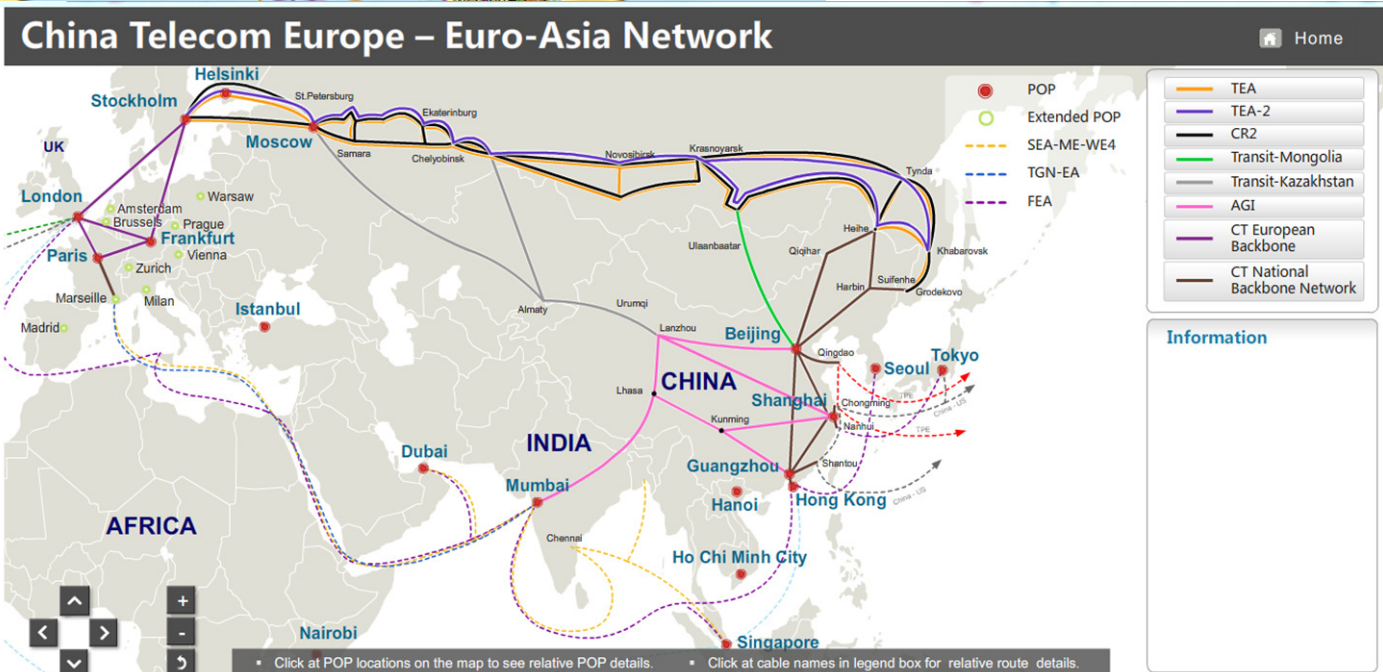 China Telecom Europe – Euro-Asia Network
Home
Helsinki
Stockholm
St.Petersburg
Ekaterinburg
Moscow
Samara
Chelyobinsk
Novosibirsk
Krasnoyarsk
Tynda
UK
London
Warsaw
Amsterdam
Brussels
Prague
Frankfurt
Paris
Vienna
Zurich
Marseille
Milan
Madrid
Istanbul
Almaty
Urumqi
Ulaanbaatar
Qiqihar
Heihe
Khabarovsk
Suifenhe
Harbin
Grodekovo
Lanzhou
Beijing
Qingdao
Seoul
Tokyo
CHINA
Lhasa
Shanghai
Chongming
TPE
China - US
Kunming
Nanhui
TPE
INDIA
Dubai
Guangzhou
Shantou
Mumbai
Hong Kong
China - US
Hanoi
AFRICA
Chennai
Ho Chi Minh City
Nairobi
Singapore
POP
Extended POP
SEA-ME-WE4
TGN-EA
FEA
TEA
TEA-2
CR2
Transit-Mongolia
Transit-Kazakhstan
AGI
CT European
Backbone
CT National
Backbone Network
Information
+
-
▪ Click at POP locations on the map to see relative POP details.
▪ Click at cable names in legend box for relative route details.